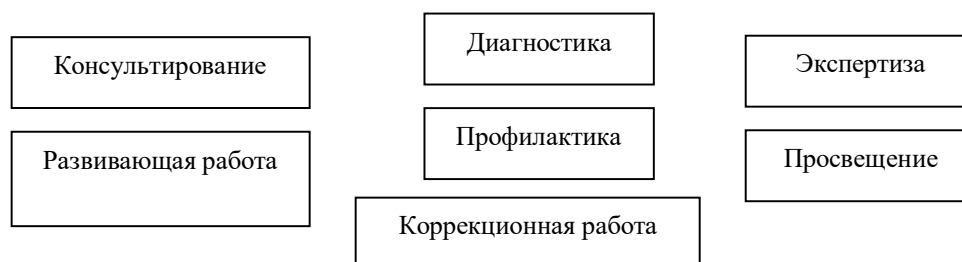 Диагностика
Консультирование
Экспертиза
Профилактика
Развивающая работа
Просвещение
Коррекционная работа